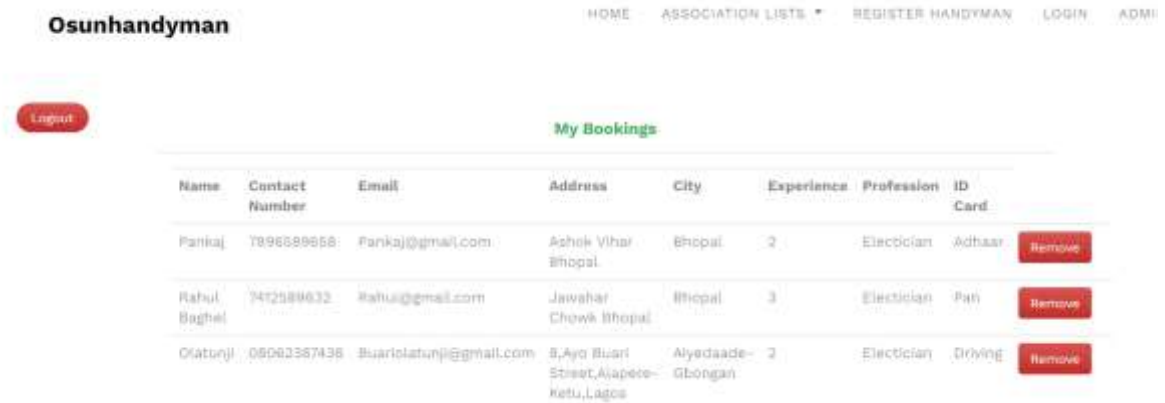 Osunhandyman
HOME ASSOCIATION LISTS REGISTER HANDYMAN LOGIN ADMI
Logout
My Bookings
Name Contact Number Email Address City Experience Profession ID Card
Pankaj 7896589658 Pankaj@gmail.com Ashok Vihar Bhopal Bhopal 2 Electician Adhaar Remove
Rahul Baghel 7412589632 Rahul@gmail.com Jawahar Chowk Bhopal Bhopal 3 Electician Pan Remove
Olatunji 08062367436 Buariolatunji@gmail.com 8,Ayo Buari Street,Alapere-Ketu,Lagos Aiyedaade-Gbongan 2 Electician Driving Remove